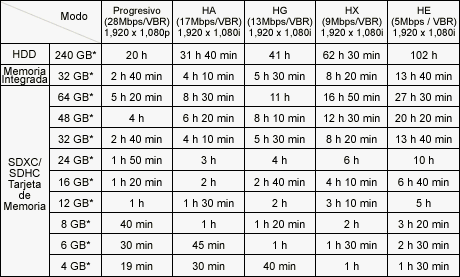 Modo Progresivo (28Mbps/VBR) 1,920 x 1,080p HA (17Mbps/VBR) 1,920 x 1,080i HG (13Mbps/VBR) 1,920 x 1,080i HX (9Mbps/VBR) 1,920 x 1,080i HE (5Mbps / VBR) 1,920 x 1,080i
HDD 240 GB* 20 h 31 h 40 min 41 h 62 h 30 min 102 h
Memoria Integrada 32 GB* 2 h 40 min 4 h 10 min 5 h 30 min 8 h 20 min 13 h 40 min
SDXC/ SDHC Tarjeta de Memoria 64 GB* 5 h 20 min 8 h 30 min 11 h 16 h 50 min 27 h 30 min
48 GB* 4 h 6 h 20 min 8 h 10 min 12 h 30 min 20 h 20 min
32 GB* 2 h 40 min 4 h 10 min 5 h 30 min 8 h 20 min 13 h 40 min
24 GB* 1 h 50 min 3 h 4 h 6 h 10 h
16 GB* 1 h 20 min 2 h 2 h 40 min 4 h 10 min 6 h 40 min
12 GB* 1 h 1 h 30 min 2 h 3 h 10 min 5 h
8 GB* 40 min 1 h 1 h 20 min 2 h 3 h 20 min
6 GB* 30 min 45 min 1 h 1 h 30 min 2 h 30 min
4 GB* 19 min 30 min 40 min 1 h 1 h 30 min